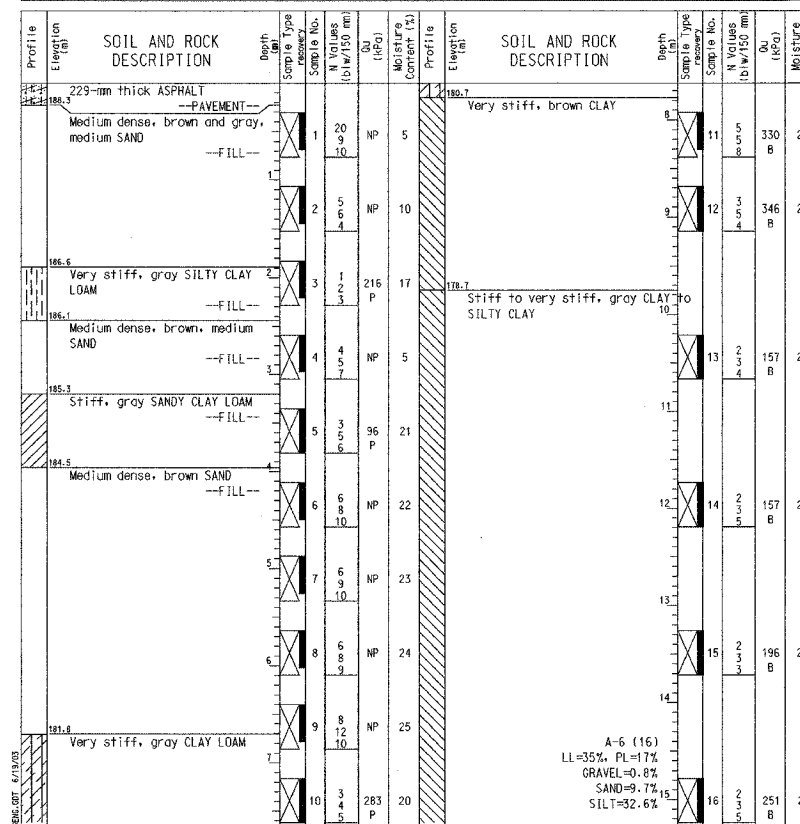 Profile
Elevation (m)
SOIL AND ROCK DESCRIPTION
Depth (m)
Sample Type
recovery
Sample No.
N Values (blw/150 mm)
Qu (kPa)
Moisture Content (%)
229-mm thick ASPHALT
188.3 --PAVEMENT--
Medium dense, brown and gray,
medium SAND
--FILL--
1 20 9 10 NP 5
1
2 5 6 4 NP 10
186.6
Very stiff, gray SILTY CLAY
LOAM
--FILL--
2
3 1 2 3 216 P 17
186.1
Medium dense, brown, medium
SAND
--FILL--
3
4 4 5 7 NP 5
185.3
Stiff, gray SANDY CLAY LOAM
--FILL--
5 3 5 6 96 P 21
184.5
4
Medium dense, brown SAND
--FILL--
6 6 8 10 NP 22
5
7 6 9 10 NP 23
6
8 6 8 9 NP 24
9 8 12 10 NP 25
181.8
Very stiff, gray CLAY LOAM
7
10 3 4 5 283 P 20
ENG.GDT 6/19/03
Profile
Elevation (m)
SOIL AND ROCK DESCRIPTION
Depth (m)
Sample Type
recovery
Sample No.
N Values (blw/150 mm)
Qu (kPa)
Moisture
180.7
Very stiff, brown CLAY
8
11 5 5 8 330 B 2
9
12 3 5 4 346 B 2
178.7
Stiff to very stiff, gray CLAY to
SILTY CLAY
10
13 2 3 4 157 B 2
11
12
14 2 3 5 157 B 2
13
15 2 3 3 196 B 2
14
A-6 (16)
LL=35%, PL=17%
GRAVEL=0.8%
SAND=9.7%
SILT=32.6%
15
16 2 3 5 251 B 2